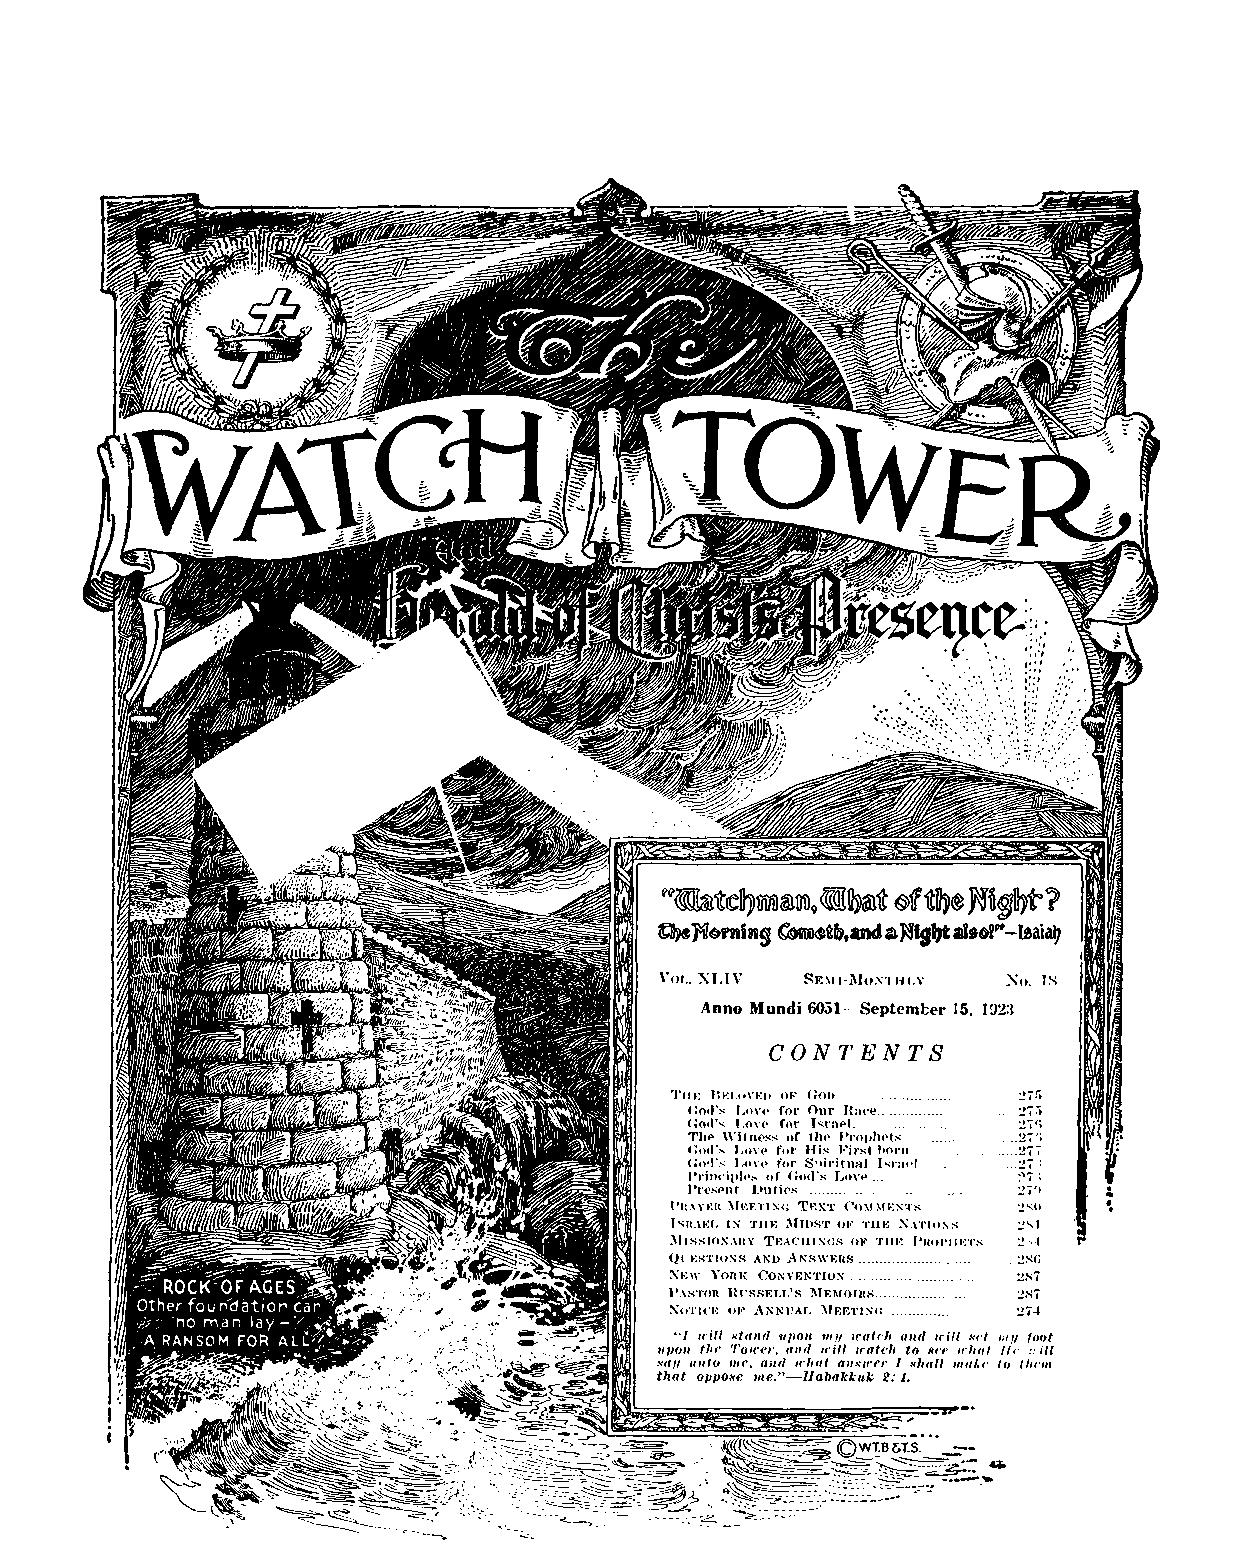 The
WATCH TOWER
and
Herald of Christ's Presence
"Watchman, What of the Night?
The Morning Cometh, and a Night also!"—Isaiah
VOL. XLIV SEMI-MONTHLY No. 18
Anno Mundi 6051 - September 15, 1923
CONTENTS
THE BELOVED OF GOD 275
God's Love for Our Race 275
God's Love for Israel 276
The Witness of the Prophets
God's Love for His First-born 277
God's Love for Spiritual Israel
Principles of God's Love
Present Duties 279
PRAYER-MEETING TEXT COMMENTS 280
ISRAEL IN THE MIDST OF THE NATIONS 281
MISSIONARY TEACHINGS OF THE PROPHETS
QUESTIONS AND ANSWERS 286
NEW YORK CONVENTION 287
PASTOR RUSSELL'S MEMOIRS 287
NOTICE OF ANNUAL MEETING 274
"I will stand upon my watch and will set my foot
upon the Tower, and will watch to see what He will
say unto me, and what answer I shall make to them
that oppose me."—Habakkuk 2:1.
ROCK OF AGES
Other foundation can
no man lay—
A RANSOM FOR ALL
© W.T.B.&T.S.